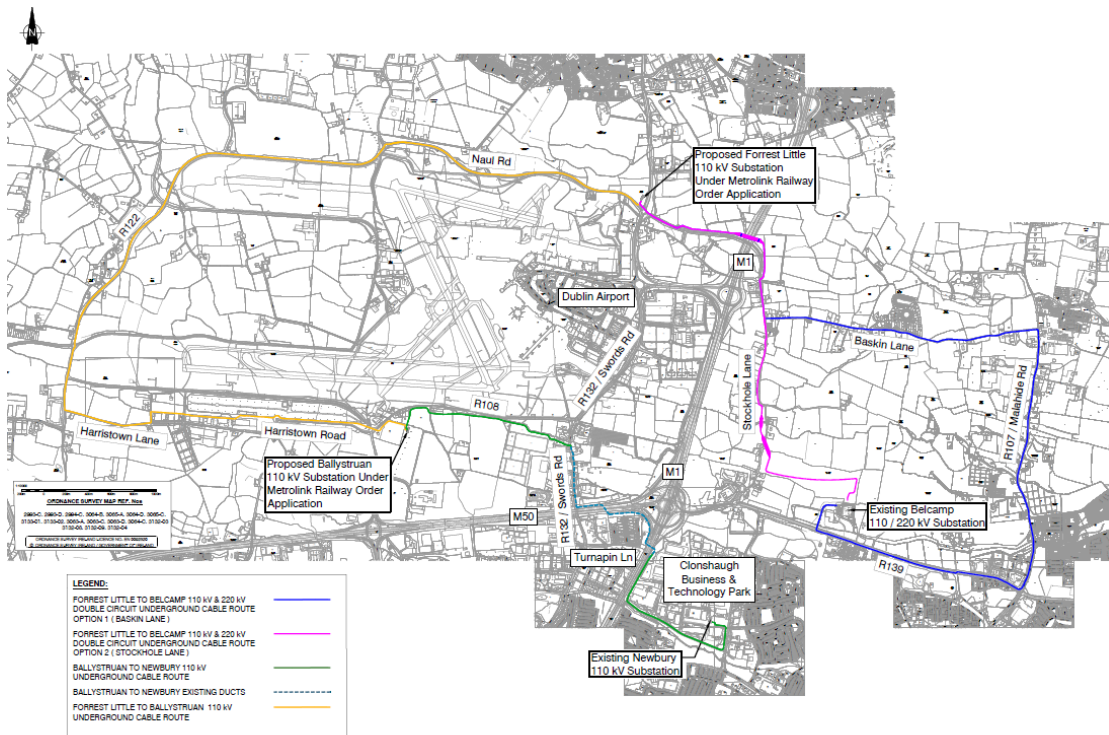 N
Naul Rd
Proposed Forrest Little
110 kV Substation
Under Metrolink Railway
Order Application
R122
M1
Dublin Airport
Baskin Lane
R132 / Swords Rd
Stockhole Lane
R107 / Malahide Rd
R108
Harristown Lane
Harristown Road
Proposed Ballystruan
110 kV Substation Under
Metrolink Railway Order
Application
M1
R132 / Swords Rd
M50
Existing Belcamp
110 / 220 kV Substation
R139
Turnapin Ln
Clonshaugh
Business &
Technology Park
Existing Newbury
110 kV Substation
ORDNANCE SURVEY MAP REF. Nos.
LEGEND:
FORREST LITTLE TO BELCAMP 110 kV & 220 kV
DOUBLE CIRCUIT UNDERGROUND CABLE ROUTE
OPTION 1 ( BASKIN LANE )
FORREST LITTLE TO BELCAMP 110 kV & 220 kV
DOUBLE CIRCUIT UNDERGROUND CABLE ROUTE
OPTION 2 ( STOCKHOLE LANE )
BALLYSTRUAN TO NEWBURY 110 kV
UNDERGROUND CABLE ROUTE
BALLYSTRUAN TO NEWBURY EXISTING DUCTS
FORREST LITTLE TO BALLYSTRUAN 110 kV
UNDERGROUND CABLE ROUTE